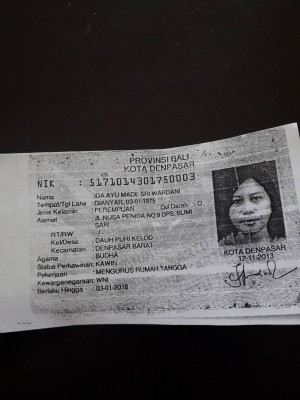 PROVINSI BALI
KOTA DENPASAR
NIK : 5171014301750003
Nama : IDA AYU MADE SRI WARDANI
Tempat/Tgl Lahir : GIANYAR, 03-01-1975
Jenis Kelamin : PEREMPUAN Gol Darah : O
Alamat : JL.NUSA PENIDA NO 9 DPS, BUMI
SARI
RT/RW : - / -
Kel/Desa : DAUH PURI KELOD
Kecamatan : DENPASAR BARAT
Agama : BUDHA
Status Perkawinan: KAWIN
Pekerjaan : MENGURUS RUMAH TANGGA
Kewarganegaraan: WNI
Berlaku Hingga : 03-01-2018
KOTA DENPASAR
12-11-2013